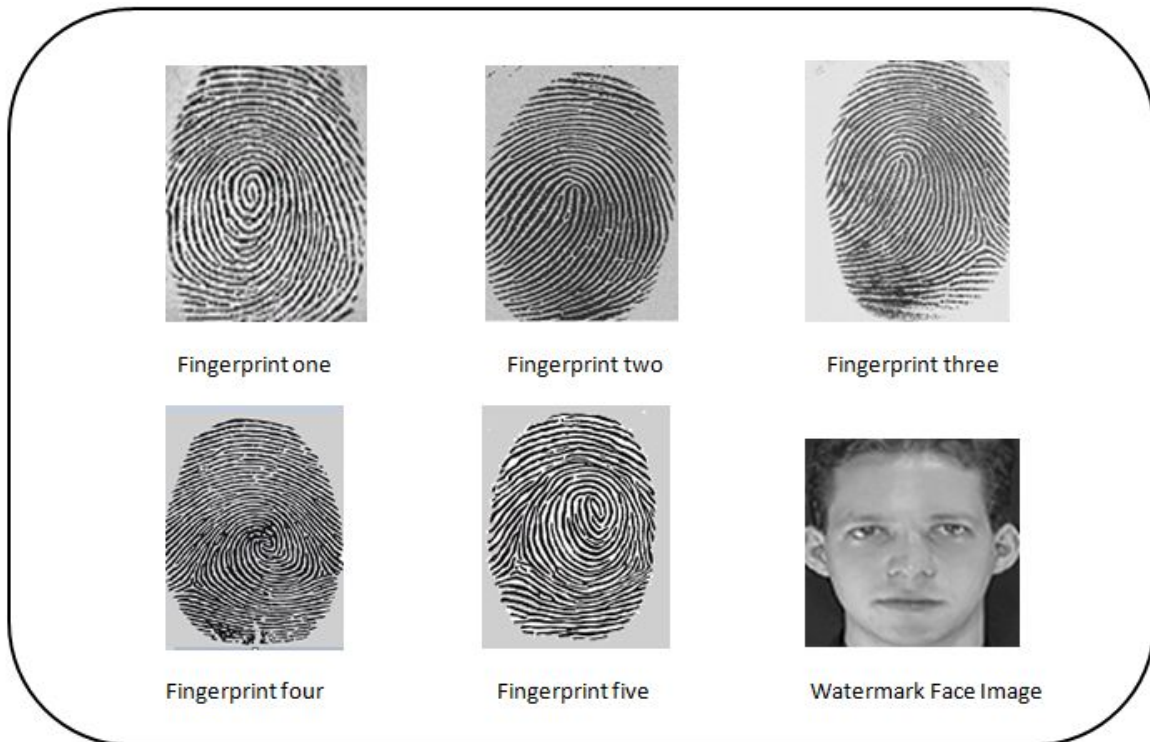 Fingerprint one
Fingerprint two
Fingerprint three
Fingerprint four
Fingerprint five
Watermark Face Image